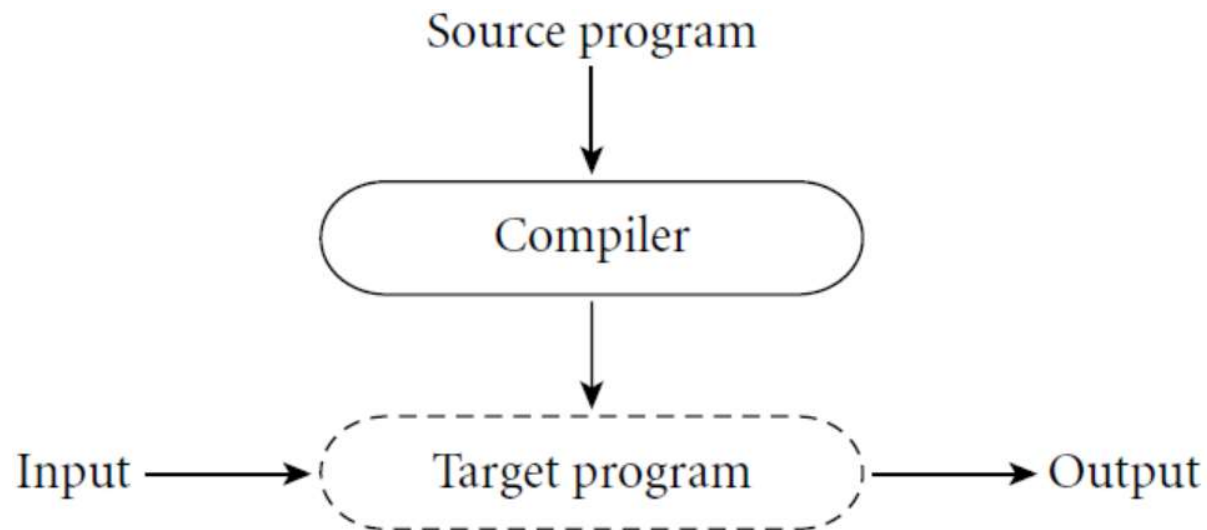 Source program
Compiler
Input
Target program
Output